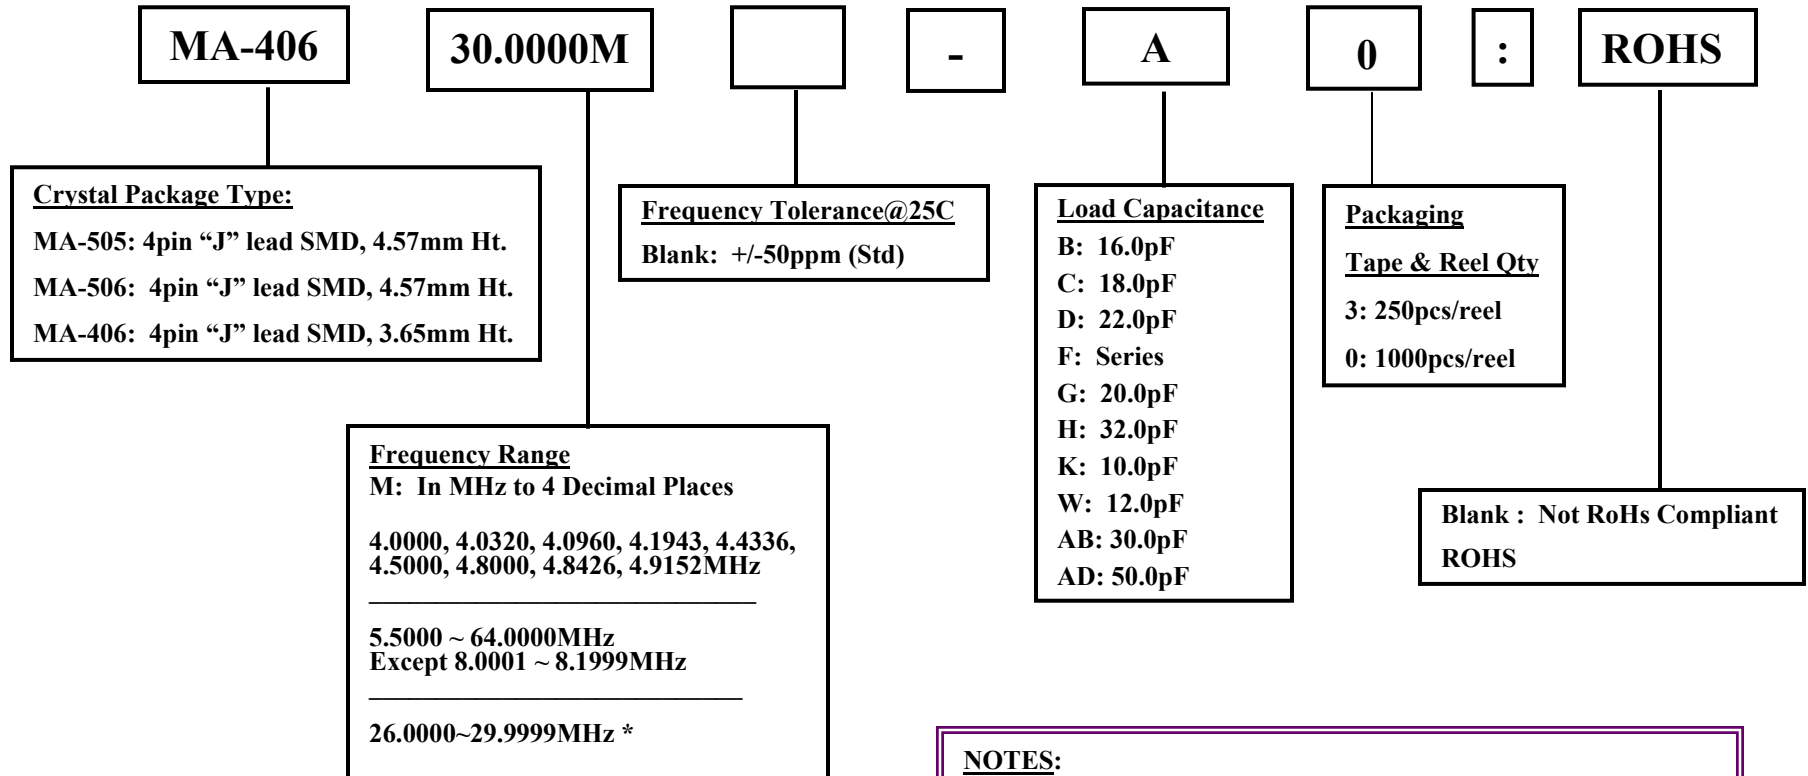 MA-406 30.0000M - A 0 : ROHS
Crystal Package Type:
MA-505: 4pin “J” lead SMD, 4.57mm Ht.
MA-506: 4pin “J” lead SMD, 4.57mm Ht.
MA-406: 4pin “J” lead SMD, 3.65mm Ht.
Frequency Tolerance@25C
Blank: +/-50ppm (Std)
Load Capacitance
B: 16.0pF
C: 18.0pF
D: 22.0pF
F: Series
G: 20.0pF
H: 32.0pF
K: 10.0pF
W: 12.0pF
AB: 30.0pF
AD: 50.0pF
Packaging
Tape & Reel Qty
3: 250pcs/reel
0: 1000pcs/reel
Blank : Not RoHs Compliant
ROHS
Frequency Range
M: In MHz to 4 Decimal Places
4.0000, 4.0320, 4.0960, 4.1943, 4.4336,
4.5000, 4.8000, 4.8426, 4.9152MHz
5.5000 ~ 64.0000MHz
Except 8.0001 ~ 8.1999MHz
26.0000~29.9999MHz *
NOTES: